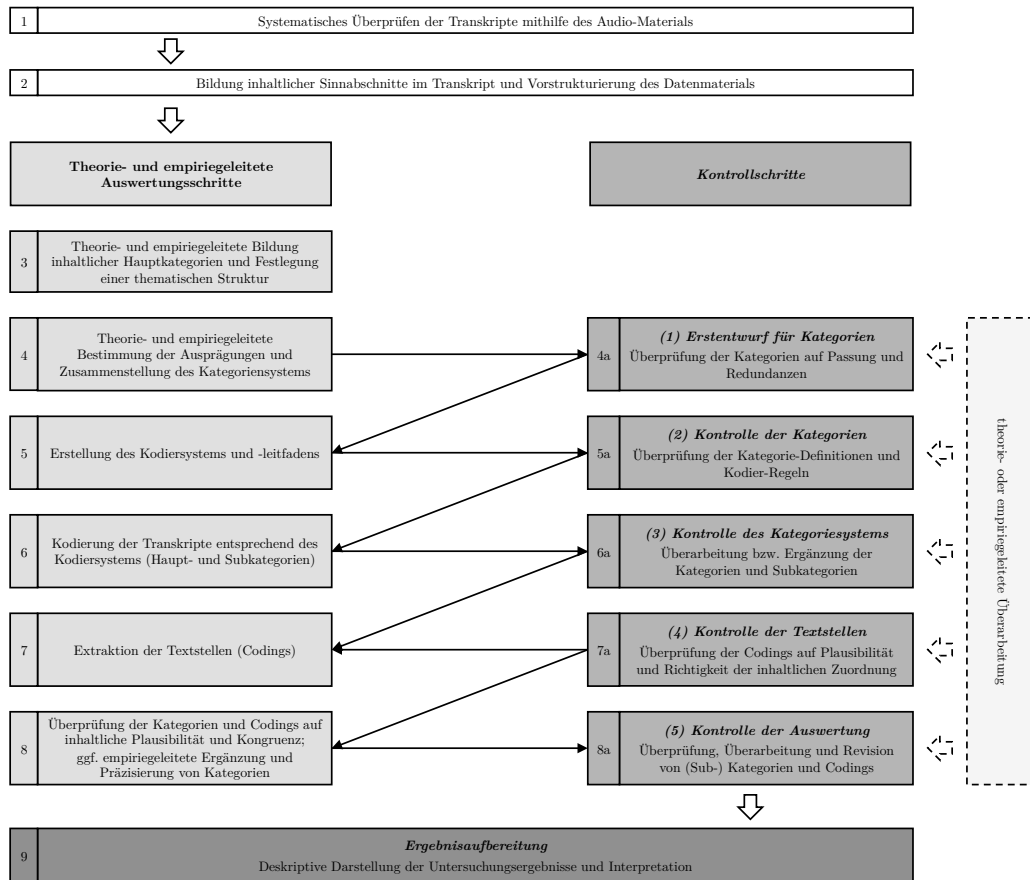 1
Systematisches Überprüfen der Transkripte mithilfe des Audio-Materials
2
Bildung inhaltlicher Sinnabschnitte im Transkript und Vorstrukturierung des Datenmaterials
Theorie- und empiriegeleitete
Auswertungsschritte
Kontrollschritte
3
Theorie- und empiriegeleitete Bildung
inhaltlicher Hauptkategorien und Festlegung
einer thematischen Struktur
4
Theorie- und empiriegeleitete
Bestimmung der Ausprägungen und
Zusammenstellung des Kategoriensystems
4a
(1) Erstentwurf für Kategorien
Überprüfung der Kategorien auf Passung und
Redundanzen
5
Erstellung des Kodiersystems und -leitfadens
5a
(2) Kontrolle der Kategorien
Überprüfung der Kategorie-Definitionen und
Kodier-Regeln
6
Kodierung der Transkripte entsprechend des
Kodiersystems (Haupt- und Subkategorien)
6a
(3) Kontrolle des Kategoriesystems
Überarbeitung bzw. Ergänzung der
Kategorien und Subkategorien
7
Extraktion der Textstellen (Codings)
7a
(4) Kontrolle der Textstellen
Überprüfung der Codings auf Plausibilität
und Richtigkeit der inhaltlichen Zuordnung
8
Überprüfung der Kategorien und Codings auf
inhaltliche Plausibilität und Kongruenz;
ggf. empiriegeleitete Ergänzung und
Präzisierung von Kategorien
8a
(5) Kontrolle der Auswertung
Überprüfung, Überarbeitung und Revision
von (Sub-) Kategorien und Codings
theorie- oder empiriegeleitete Überarbeitung
9
Ergebnisaufbereitung
Deskriptive Darstellung der Untersuchungsergebnisse und Interpretation